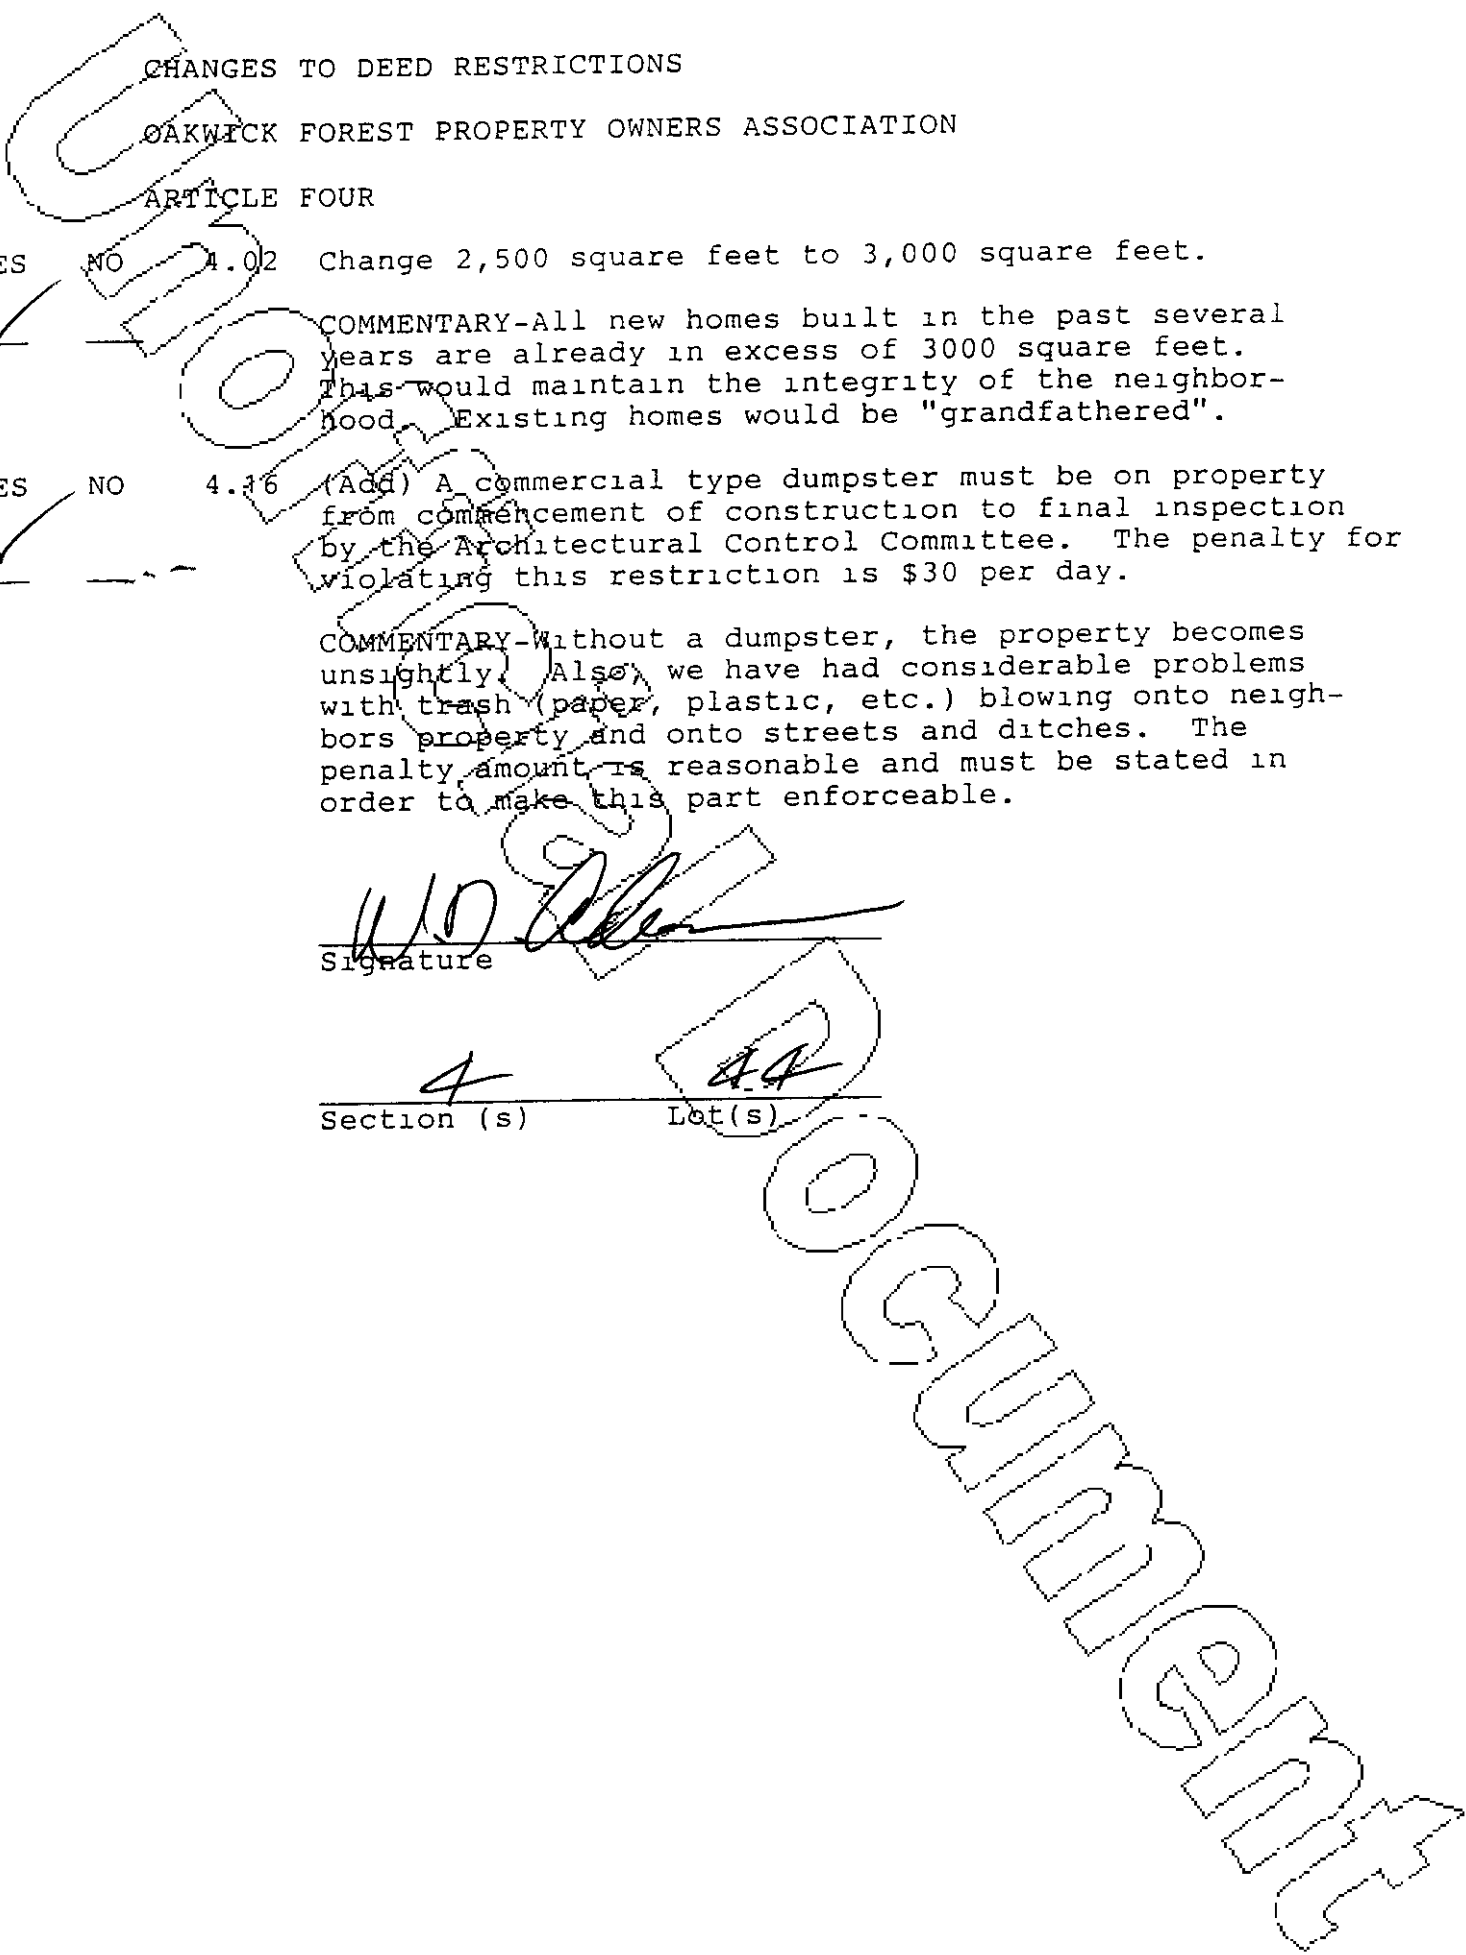 CHANGES TO DEED RESTRICTIONS
OAKWICK FOREST PROPERTY OWNERS ASSOCIATION
ARTICLE FOUR
ES NO 4.02 Change 2,500 square feet to 3,000 square feet.
COMMENTARY-All new homes built in the past several
years are already in excess of 3000 square feet.
This would maintain the integrity of the neighbor-
hood. Existing homes would be "grandfathered".
ES NO 4.16 (Add) A commercial type dumpster must be on property
from commencement of construction to final inspection
by the Architectural Control Committee. The penalty for
violating this restriction is $30 per day.
COMMENTARY-Without a dumpster, the property becomes
unsightly. Also, we have had considerable problems
with trash (paper, plastic, etc.) blowing onto neigh-
bors property and onto streets and ditches. The
penalty amount is reasonable and must be stated in
order to make this part enforceable.
W.D.
Signature
4 44
Section (s) Lot(s)
Unofficial Document